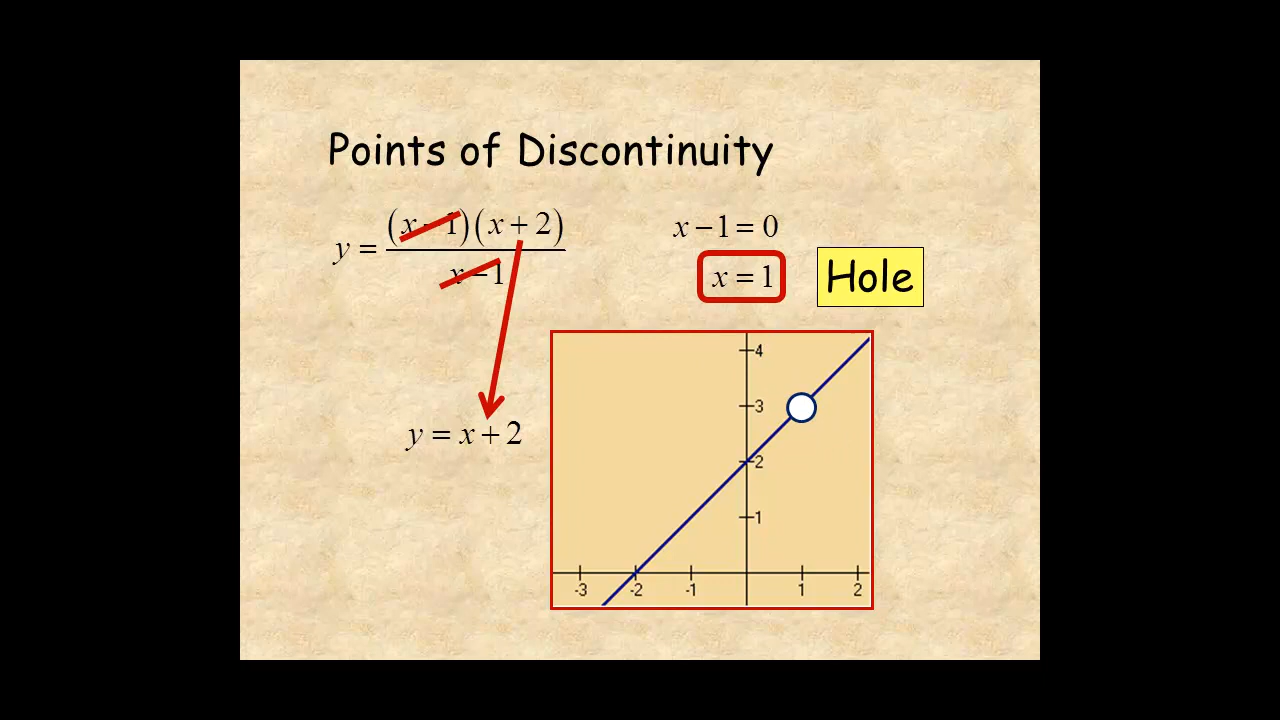 Points of Discontinuity
y = (x − 1)(x + 2)
x − 1
x − 1 = 0
x = 1
Hole
y = x + 2
4
3
2
1
-3 -2 -1 1 2